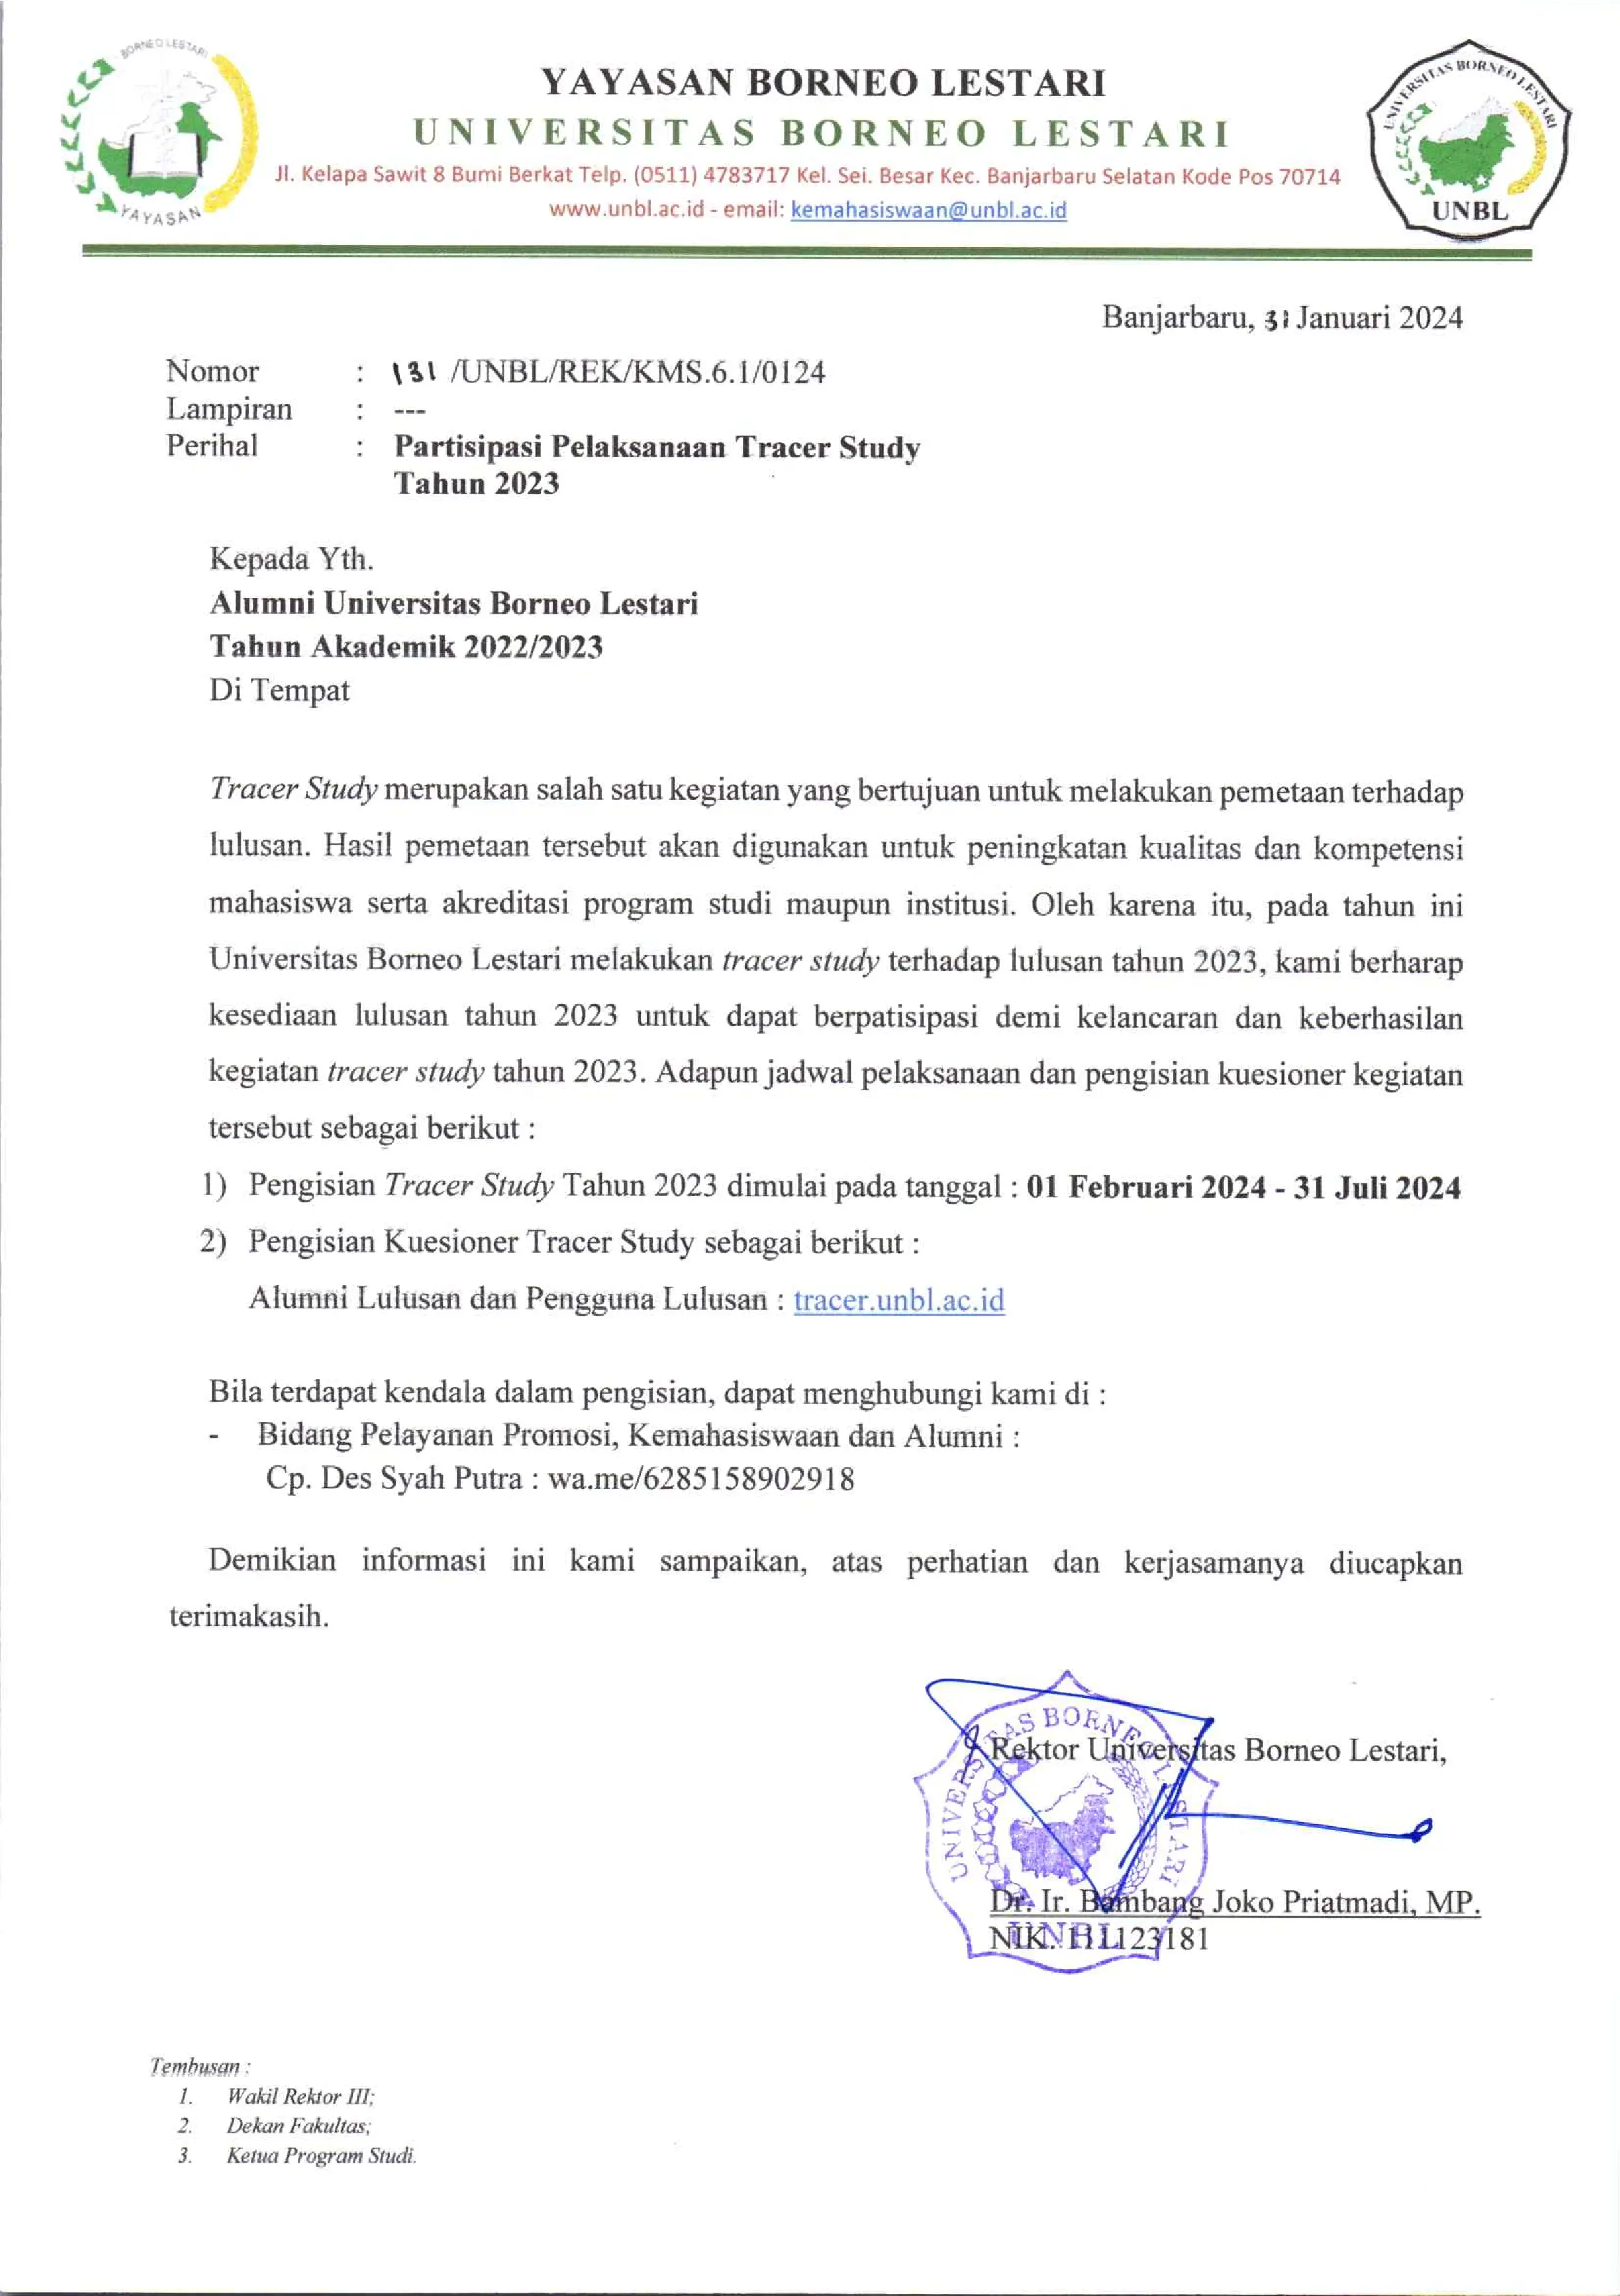 BORNEO LESTARI
YAYASAN
YAYASAN BORNEO LESTARI
UNIVERSITAS BORNEO LESTARI
Jl. Kelapa Sawit 8 Bumi Berkat Telp. (0511) 4783717 Kel. Sei. Besar Kec. Banjarbaru Selatan Kode Pos 70714
www.unbl.ac.id - email: kemahasiswaan@unbl.ac.id
UNIVERSITAS BORNEO LESTARI
UNBL
Banjarbaru, 31 Januari 2024
Nomor : 131 /UNBL/REK/KMS.6.1/0124
Lampiran : ---
Perihal : Partisipasi Pelaksanaan Tracer Study
Tahun 2023
Kepada Yth.
Alumni Universitas Borneo Lestari
Tahun Akademik 2022/2023
Di Tempat
Tracer Study merupakan salah satu kegiatan yang bertujuan untuk melakukan pemetaan terhadap
lulusan. Hasil pemetaan tersebut akan digunakan untuk peningkatan kualitas dan kompetensi
mahasiswa serta akreditasi program studi maupun institusi. Oleh karena itu, pada tahun ini
Universitas Borneo Lestari melakukan tracer study terhadap lulusan tahun 2023, kami berharap
kesediaan lulusan tahun 2023 untuk dapat berpatisipasi demi kelancaran dan keberhasilan
kegiatan tracer study tahun 2023. Adapun jadwal pelaksanaan dan pengisian kuesioner kegiatan
tersebut sebagai berikut :
1) Pengisian Tracer Study Tahun 2023 dimulai pada tanggal : 01 Februari 2024 - 31 Juli 2024
2) Pengisian Kuesioner Tracer Study sebagai berikut :
Alumni Lulusan dan Pengguna Lulusan : tracer.unbl.ac.id
Bila terdapat kendala dalam pengisian, dapat menghubungi kami di :
- Bidang Pelayanan Promosi, Kemahasiswaan dan Alumni :
Cp. Des Syah Putra : wa.me/6285158902918
Demikian informasi ini kami sampaikan, atas perhatian dan kerjasamanya diucapkan
terimakasih.
Rektor Universitas Borneo Lestari,
UNIVERSITAS BORNEO LESTARI
UNBL
Dr. Ir. Bambang Joko Priatmadi, MP.
NIK. 111123181
Tembusan :
1. Wakil Rektor III;
2. Dekan Fakultas;
3. Ketua Program Studi.